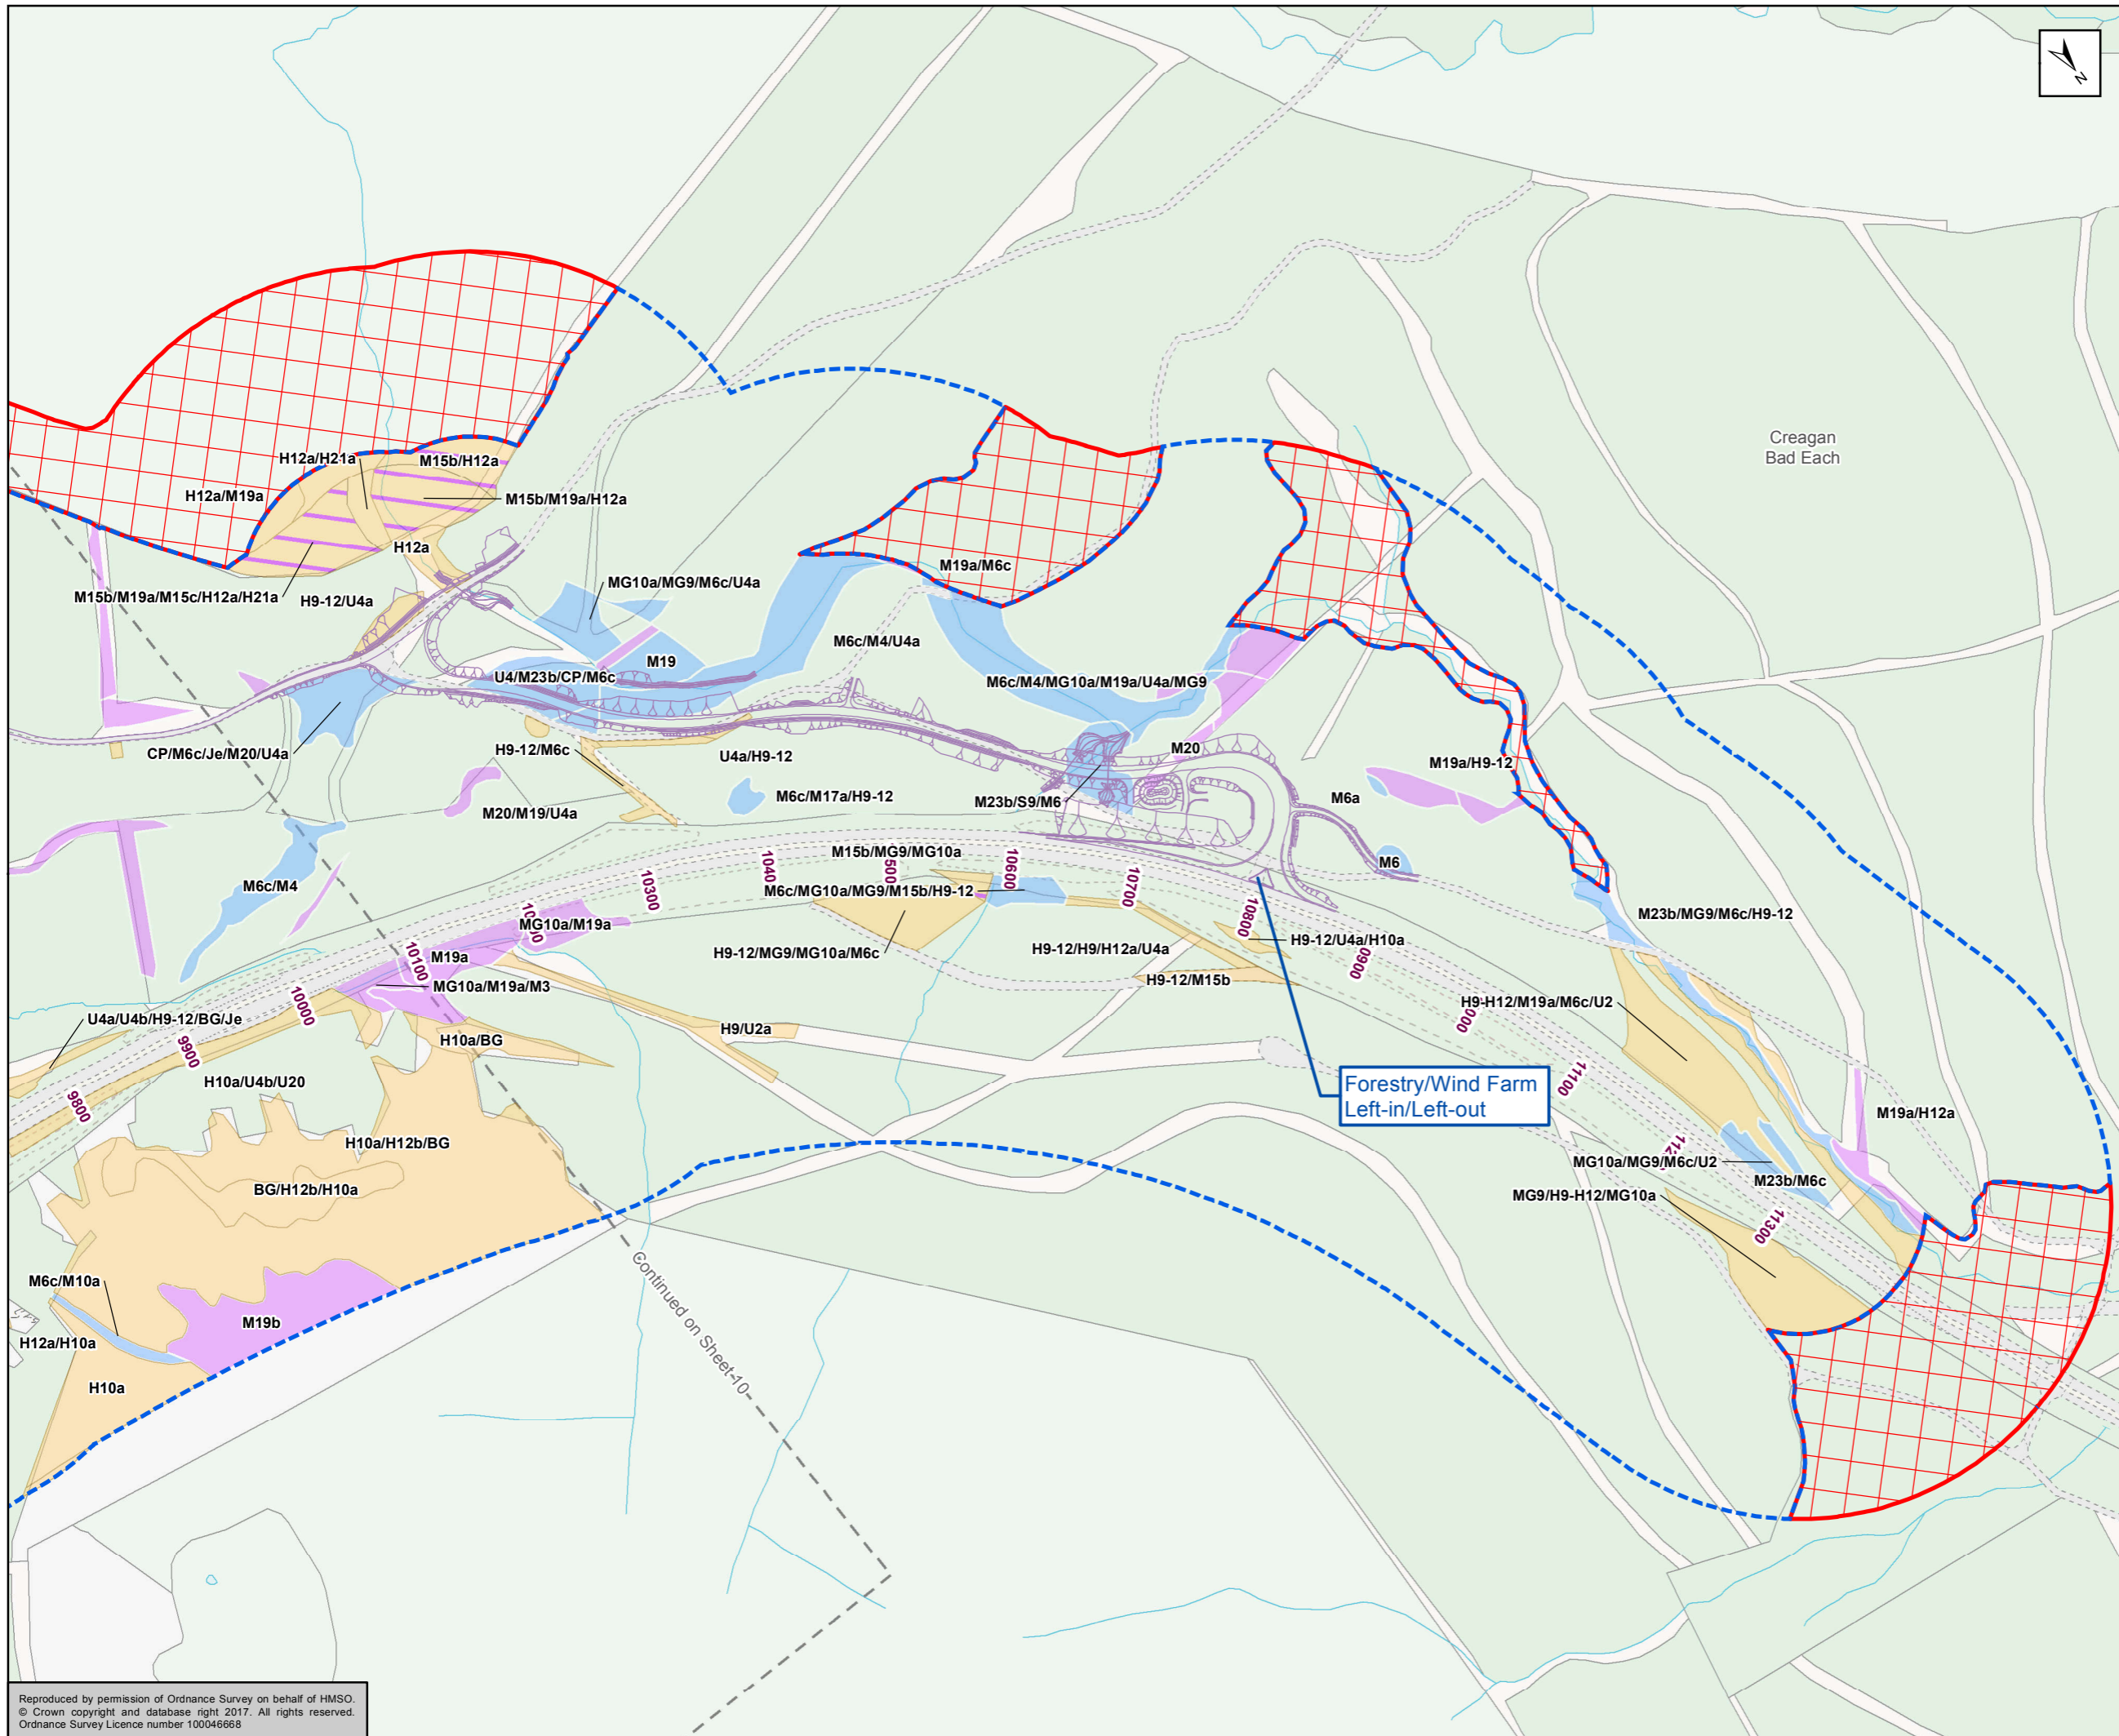 N
Creagan
Bad Each
H12a/H21a
M15b/H12a
H12a/M19a
M15b/M19a/H12a
H12a
M19a/M6c
MG10a/MG9/M6c/U4a
M15b/M19a/M15c/H12a/H21a
H9-12/U4a
M6c/M4/U4a
M19
U4/M23b/CP/M6c
M6c/M4/MG10a/M19a/U4a/MG9
CP/M6c/Je/M20/U4a
H9-12/M6c
U4a/H9-12
M20
M19a/H9-12
M6c/M17a/H9-12
M23b/S9/M6
M6a
M20/M19/U4a
M15b/MG9/MG10a
M6
M6c/M4
M6c/MG10a/MG9/M15b/H9-12
10300
1040
500
10600
10700
10800
MG10a/M19a
M23b/MG9/M6c/H9-12
H9-12/MG9/MG10a/M6c
H9-12/H9/H12a/U4a
H9-12/U4a/H10a
M19a
10100
0900
H9-12/M15b
MG10a/M19a/M3
10000
U4a/U4b/H9-12/BG/Je
H9-H12/M19a/M6c/U2
000
H9/U2a
H10a/BG
9900
H10a/U4b/U20
9800
Forestry/Wind Farm
Left-in/Left-out
11100
M19a/H12a
H10a/H12b/BG
MG10a/MG9/M6c/U2
M23b/M6c
BG/H12b/H10a
MG9/H9-H12/MG10a
11300
M6c/M10a
M19b
H12a/H10a
H10a
Continued on Sheet 10
Reproduced by permission of Ordnance Survey on behalf of HMSO.
© Crown copyright and database right 2017. All rights reserved.
Ordnance Survey Licence number 100046668